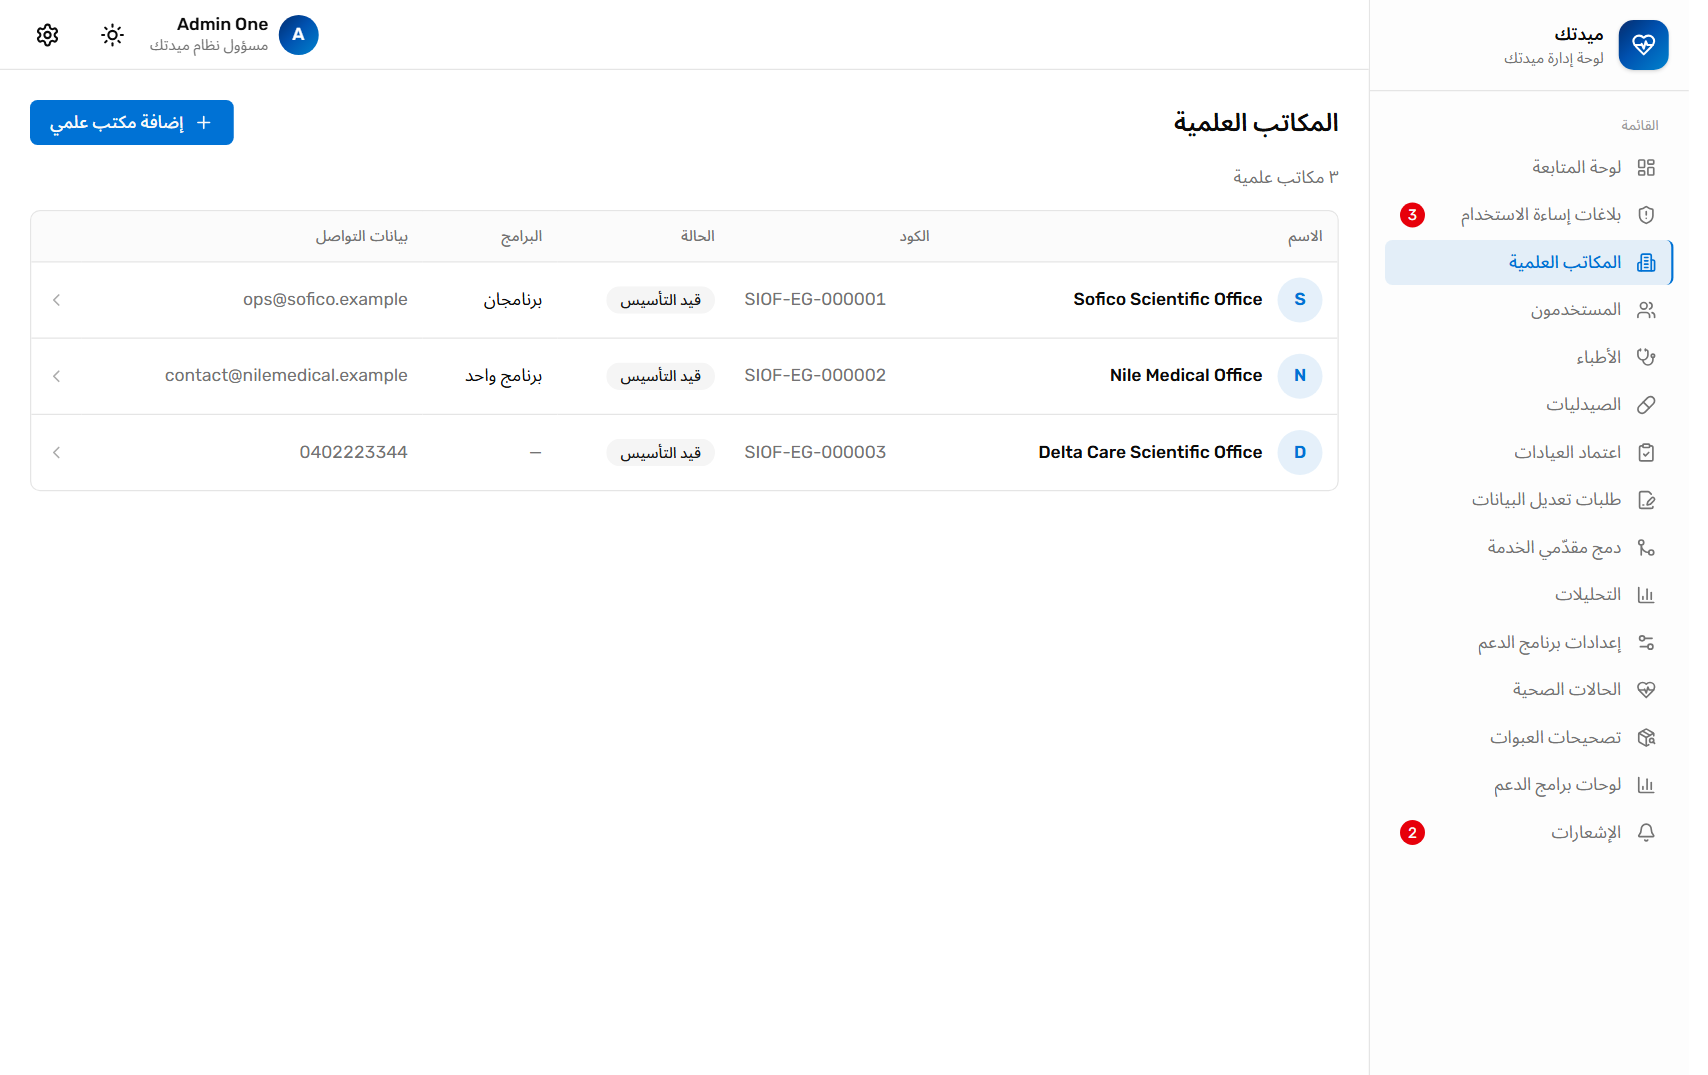 ميدتك
لوحة إدارة ميدتك
القائمة
لوحة المتابعة
بلاغات إساءة الاستخدام
3
المكاتب العلمية
المستخدمون
الأطباء
الصيدليات
اعتماد العيادات
طلبات تعديل البيانات
دمج مقدّمي الخدمة
التحليلات
إعدادات برنامج الدعم
الحالات الصحية
تصحيحات العبوات
لوحات برامج الدعم
الإشعارات
2
A
Admin One
مسؤول نظام ميدتك
المكاتب العلمية
إضافة مكتب علمي
٣ مكاتب علمية
الاسم الكود الحالة البرامج بيانات التواصل
S Sofico Scientific Office SIOF-EG-000001 قيد التأسيس برنامجان ops@sofico.example
N Nile Medical Office SIOF-EG-000002 قيد التأسيس برنامج واحد contact@nilemedical.example
D Delta Care Scientific Office SIOF-EG-000003 قيد التأسيس — 0402223344